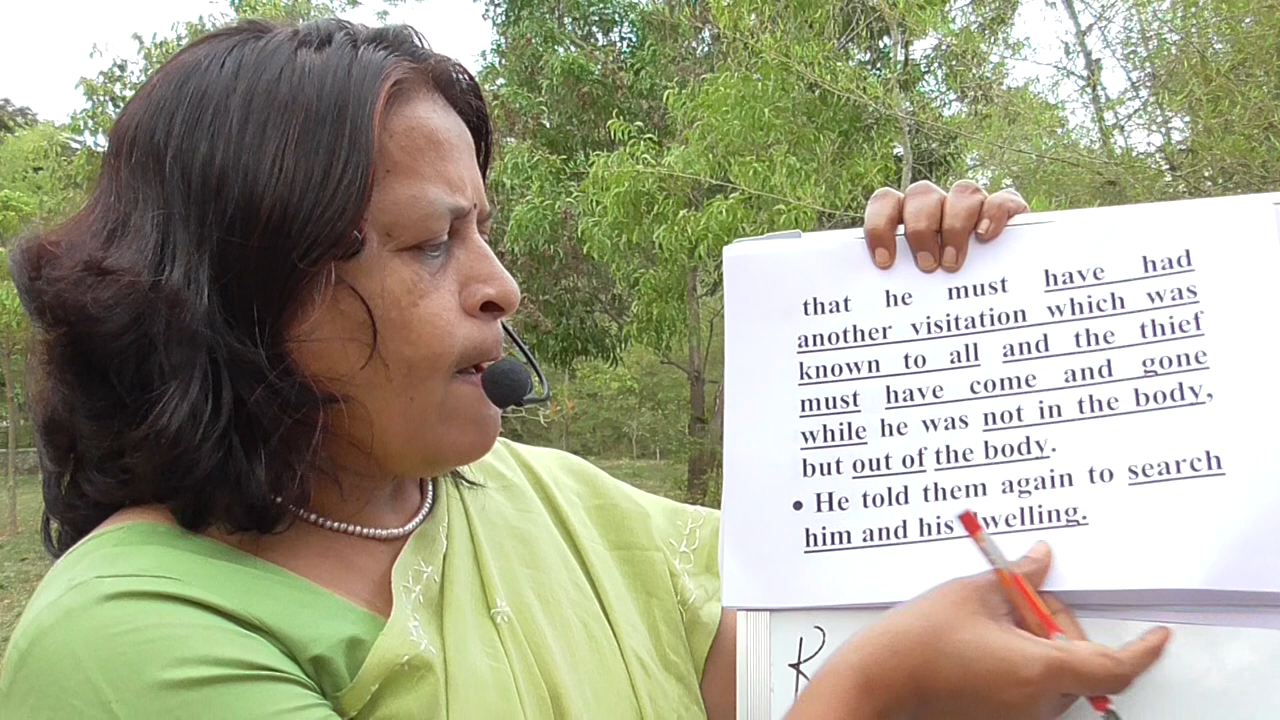 that he must have had
another visitation which was
known to all and the thief
must have come and gone
while he was not in the body,
but out of the body.
• He told them again to search
him and his dwelling.
R